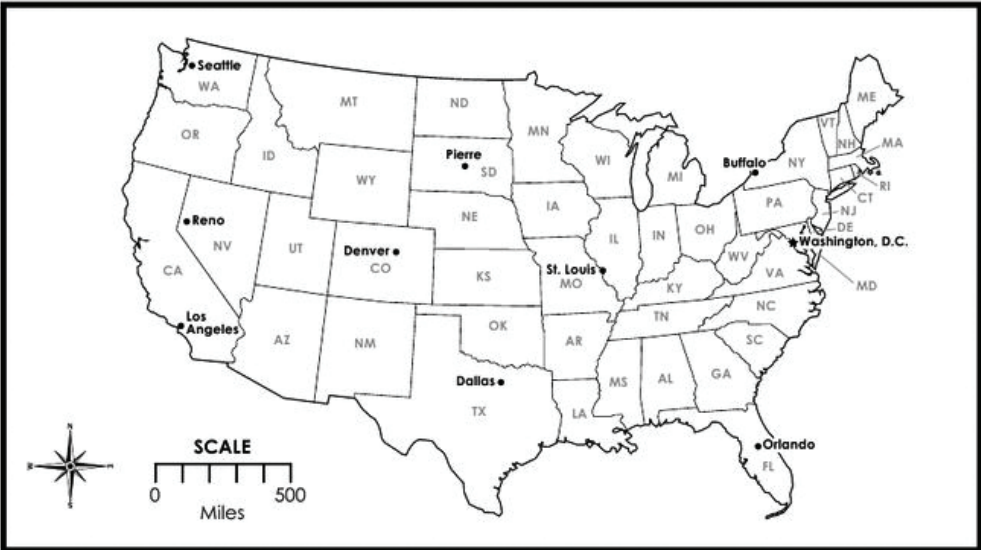 Seattle
WA
MT
ND
ME
VT
OR
MN
NH
MA
Pierre
WI
Buffalo
NY
ID
SD
MI
WY
RI
CT
PA
IA
NE
NJ
Reno
OH
DE
IL
IN
Washington, D.C.
NV
UT
Denver
WV
CO
St. Louis
CA
KS
MO
VA
MD
KY
NC
Los
Angeles
TN
OK
AZ
NM
AR
SC
GA
Dallas
MS
AL
TX
LA
Orlando
FL
N
W
S
SCALE
0 500
Miles